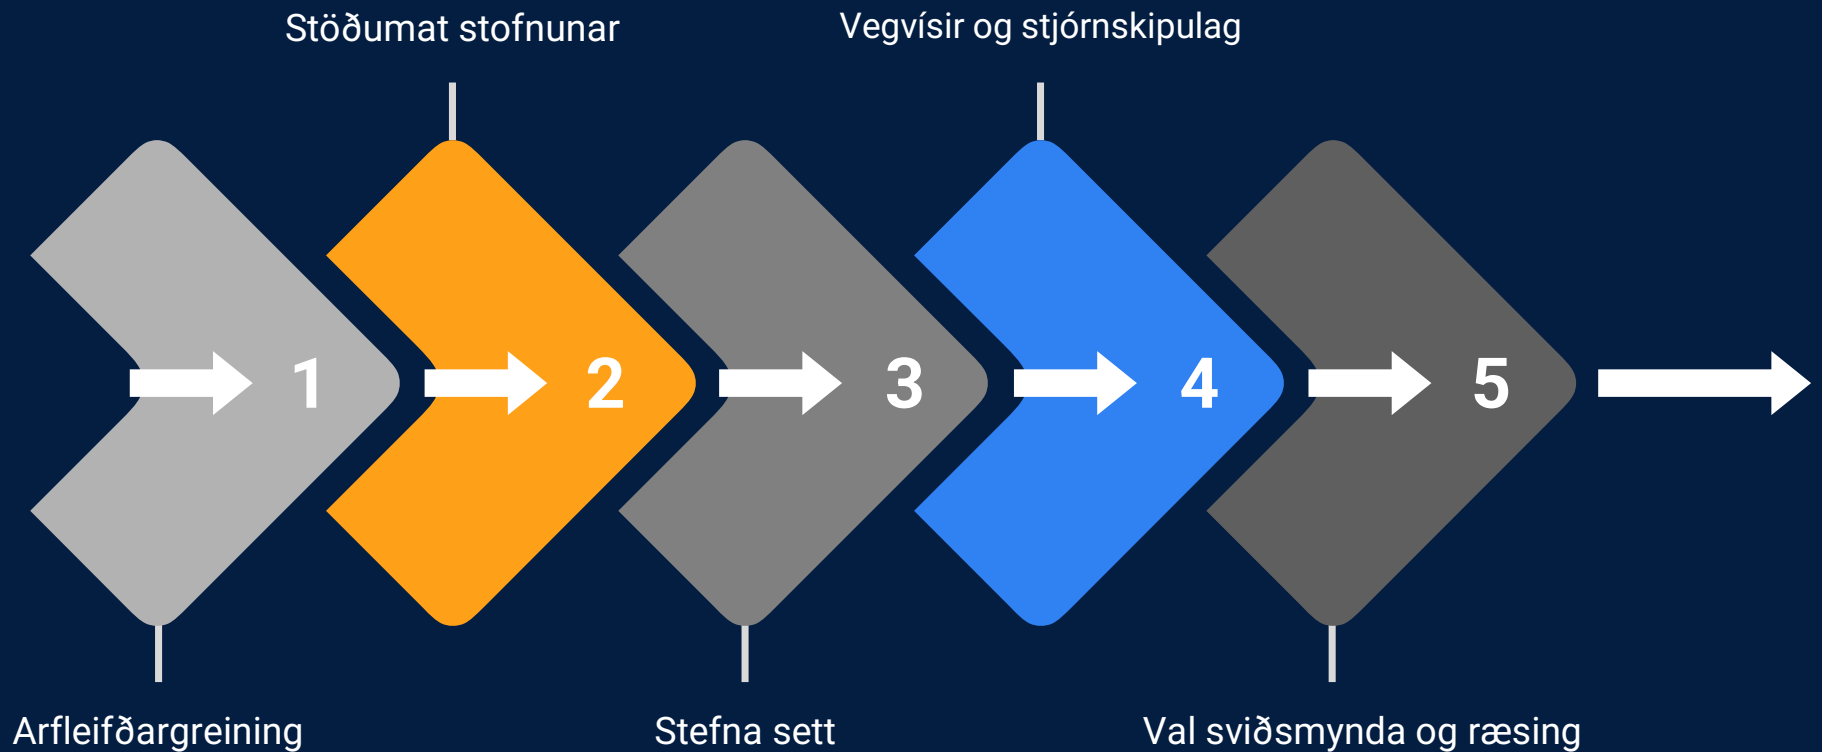 Stöðumat stofnunar
Vegvísir og stjórnskipulag
1
2
3
4
5
Arfleifðargreining
Stefna sett
Val sviðsmynda og ræsing